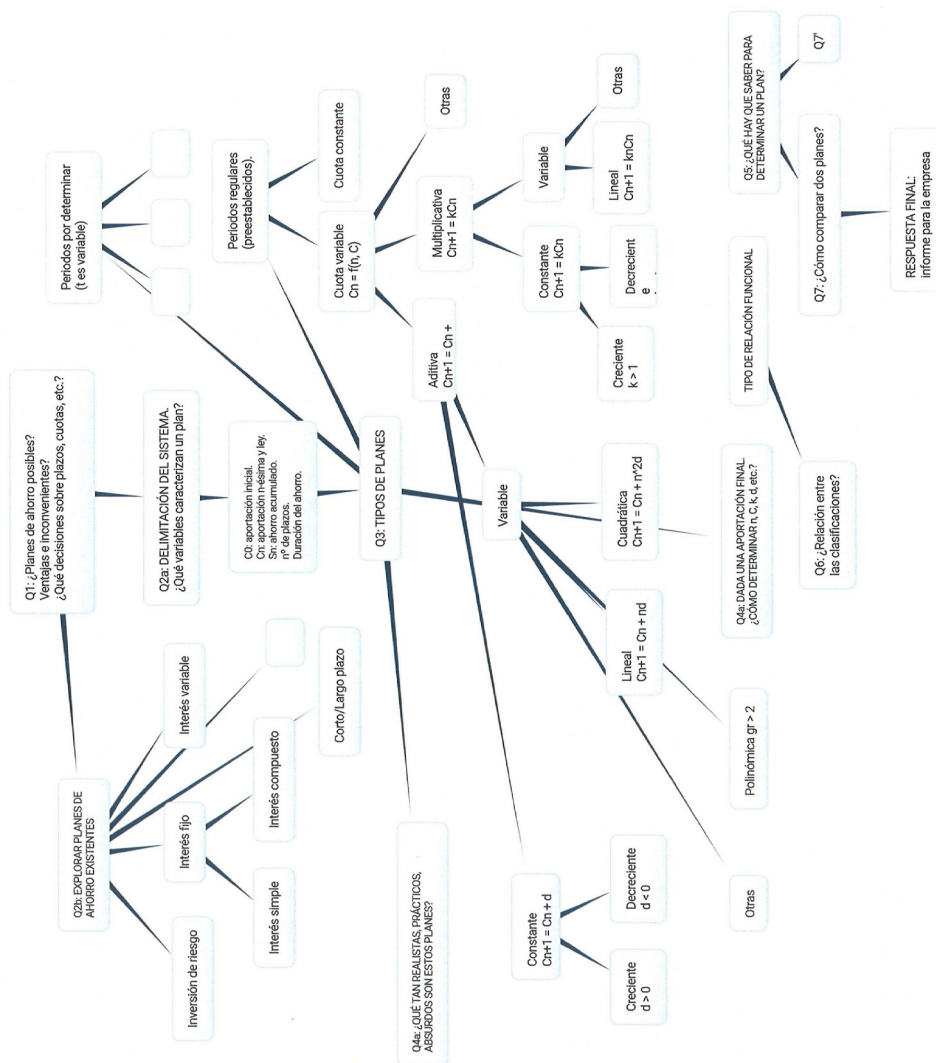 Q1: ¿Planes de ahorro posibles?
Ventajas e inconvenientes?
¿Qué decisiones sobre plazos, cuotas, etc.?
Q2b: EXPLORAR PLANES DE
AHORRO EXISTENTES
Inversión de riesgo
Interés fijo
Interés variable
Interés simple
Interés compuesto
Corto/Largo plazo
Q2a: DELIMITACIÓN DEL SISTEMA.
¿Qué variables caracterizan un plan?
C0: aportación inicial.
Cn: aportación n-ésima y ley.
Sn: ahorro acumulado.
nº de plazos.
Duración del ahorro.
Periodos por determinar
(t es variable)
Q3: TIPOS DE PLANES
Periodos regulares
(preestablecidos).
Cuota variable
Cn = f(n, C)
Cuota constante
Q4a: ¿QUÉ TAN REALISTAS, PRÁCTICOS,
ABSURDOS SON ESTOS PLANES?
Aditiva
Cn+1 = Cn +
Multiplicativa
Cn+1 = kCn
Otras
Variable
Constante
Cn+1 = kCn
Variable
Constante
Cn+1 = Cn + d
Creciente
d > 0
Decreciente
d < 0
Otras
Polinómica gr > 2
Lineal
Cn+1 = Cn + nd
Cuadrática
Cn+1 = Cn + n^2d
Creciente
k > 1
Decrecient
e
Lineal
Cn+1 = knCn
Otras
Q4a: DADA UNA APORTACIÓN FINAL.
¿CÓMO DETERMINAR n, C, k, d, etc.?
TIPO DE RELACIÓN FUNCIONAL
Q6: ¿Relación entre
las clasificaciones?
Q5: ¿QUÉ HAY QUE SABER PARA
DETERMINAR UN PLAN?
Q7: ¿Cómo comparar dos planes?
Q7'
RESPUESTA FINAL:
informe para la empresa